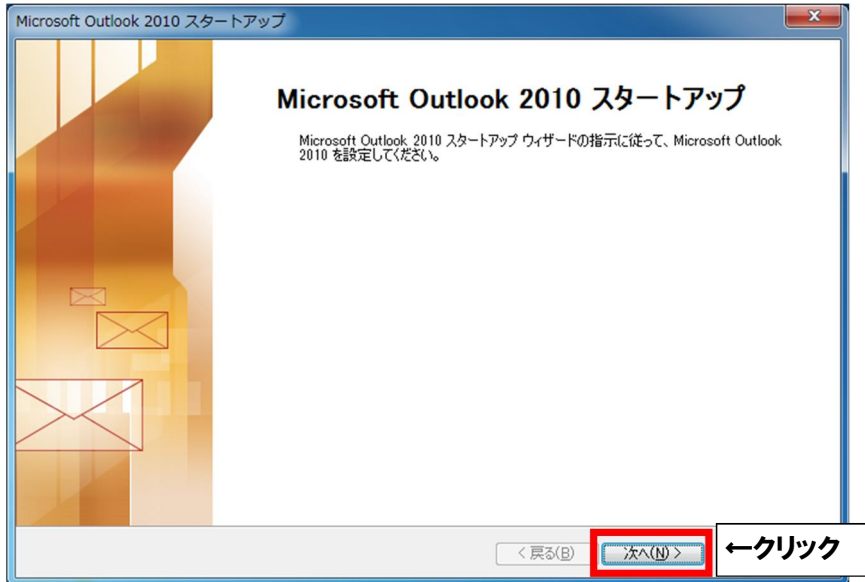 Microsoft Outlook 2010 スタートアップ
Microsoft Outlook 2010 スタートアップ
Microsoft Outlook 2010 スタートアップ ウィザードの指示に従って、Microsoft Outlook
2010 を設定してください。
< 戻る(B)
次へ(N) >
←クリック